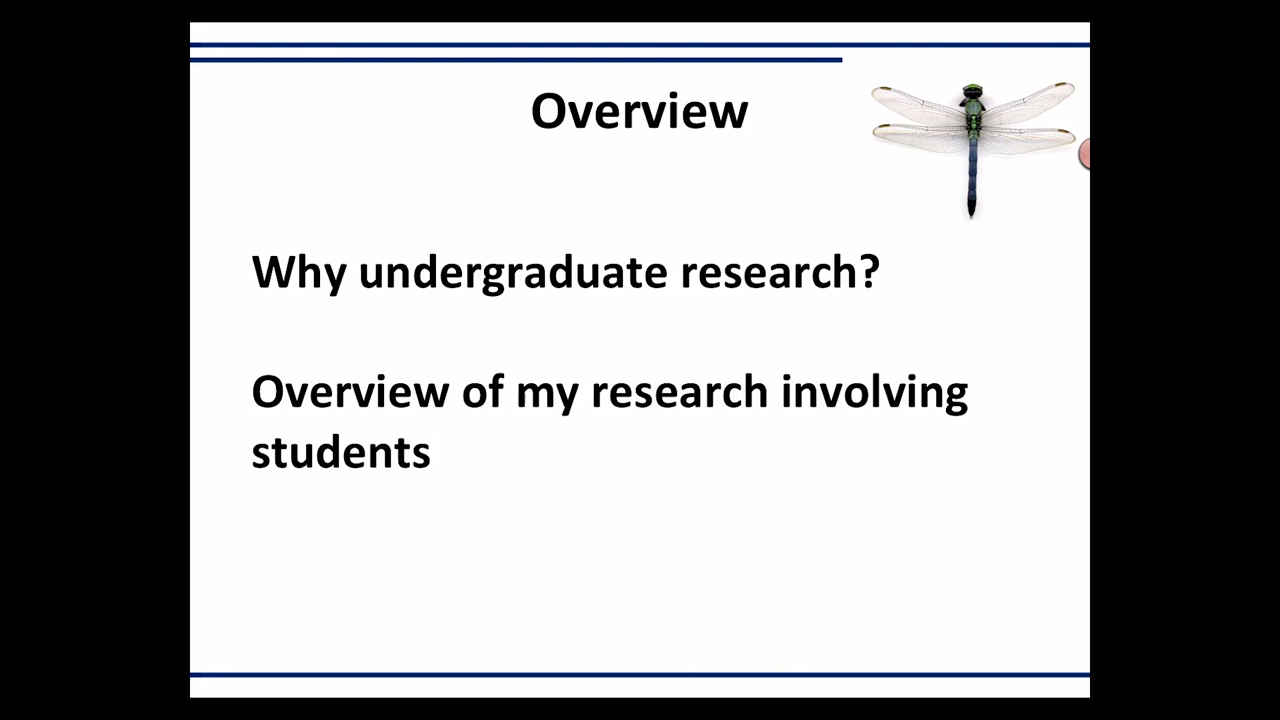 Overview
Why undergraduate research?
Overview of my research involving
students